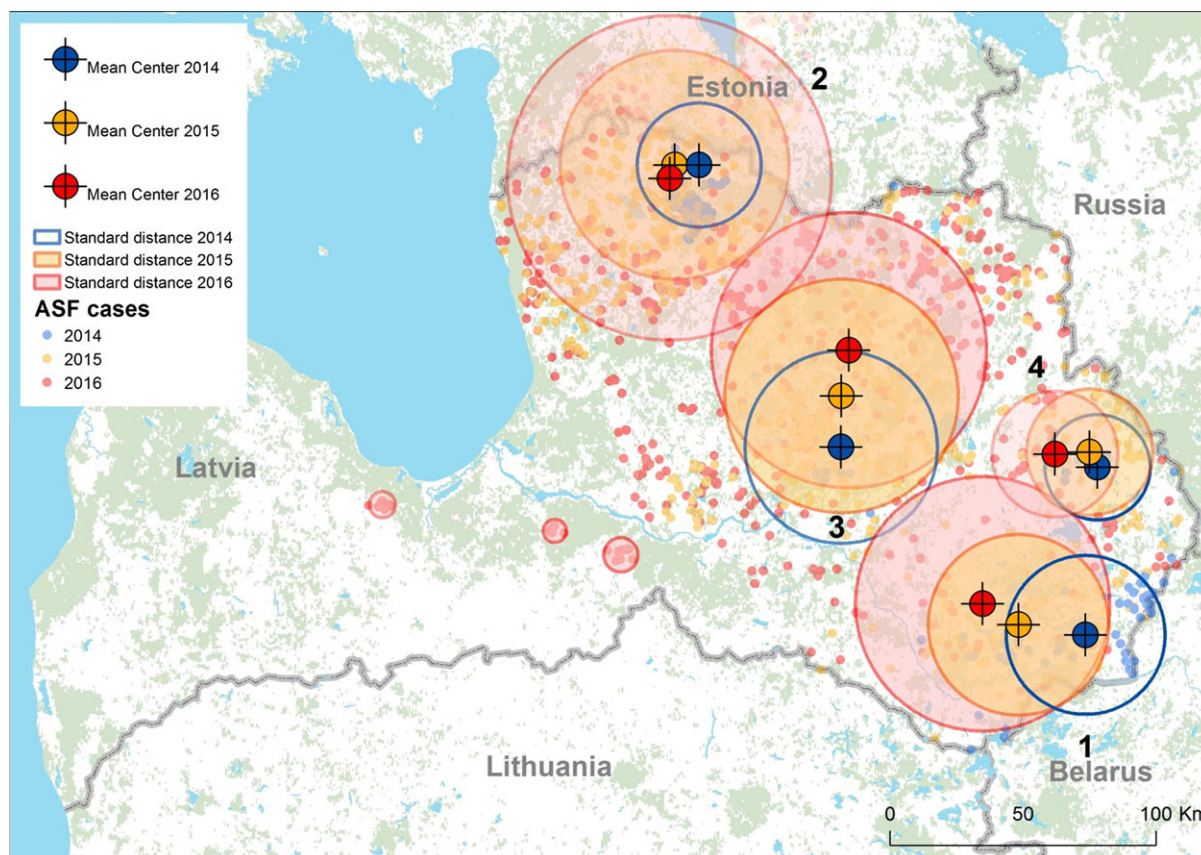 Mean Center 2014
Mean Center 2015
Mean Center 2016
Standard distance 2014
Standard distance 2015
Standard distance 2016
ASF cases
2014
2015
2016
2
Estonia
Russia
4
Latvia
3
Lithuania
1
Belarus
0 50 100 Km